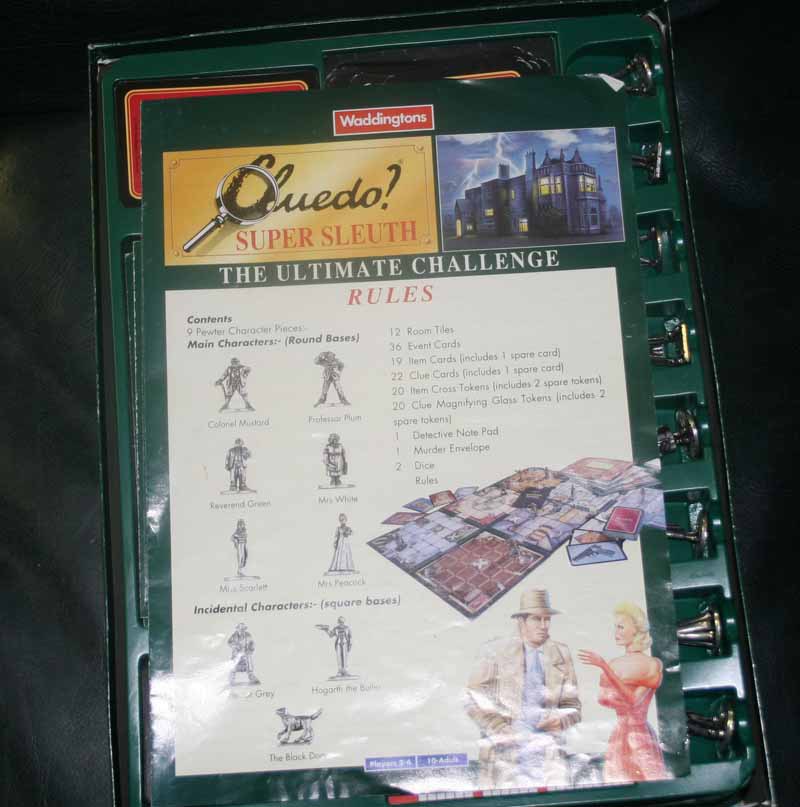 Waddingtons
Cluedo?
SUPER SLEUTH
THE ULTIMATE CHALLENGE
RULES
Contents
9 Pewter Character Pieces:-
Main Characters:- (Round Bases)
Colonel Mustard
Professor Plum
Reverend Green
Mrs White
Miss Scarlett
Mrs Peacock
Incidental Characters:- (square bases)
Grey
Hogarth the Butler
The Black Dog
12 Room Tiles
36 Event Cards
19 Item Cards (includes 1 spare card)
22 Clue Cards (includes 1 spare card)
20 Item Cross Tokens (includes 2 spare tokens)
20 Clue Magnifying Glass Tokens (includes 2
spare tokens)
1 Detective Note Pad
1 Murder Envelope
2 Dice
Rules
Players 2-6
10-Adult